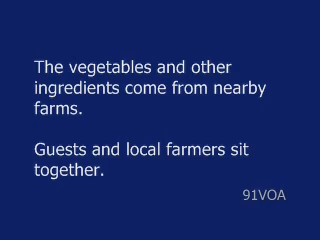 The vegetables and other
ingredients come from nearby
farms.
Guests and local farmers sit
together.
91VOA